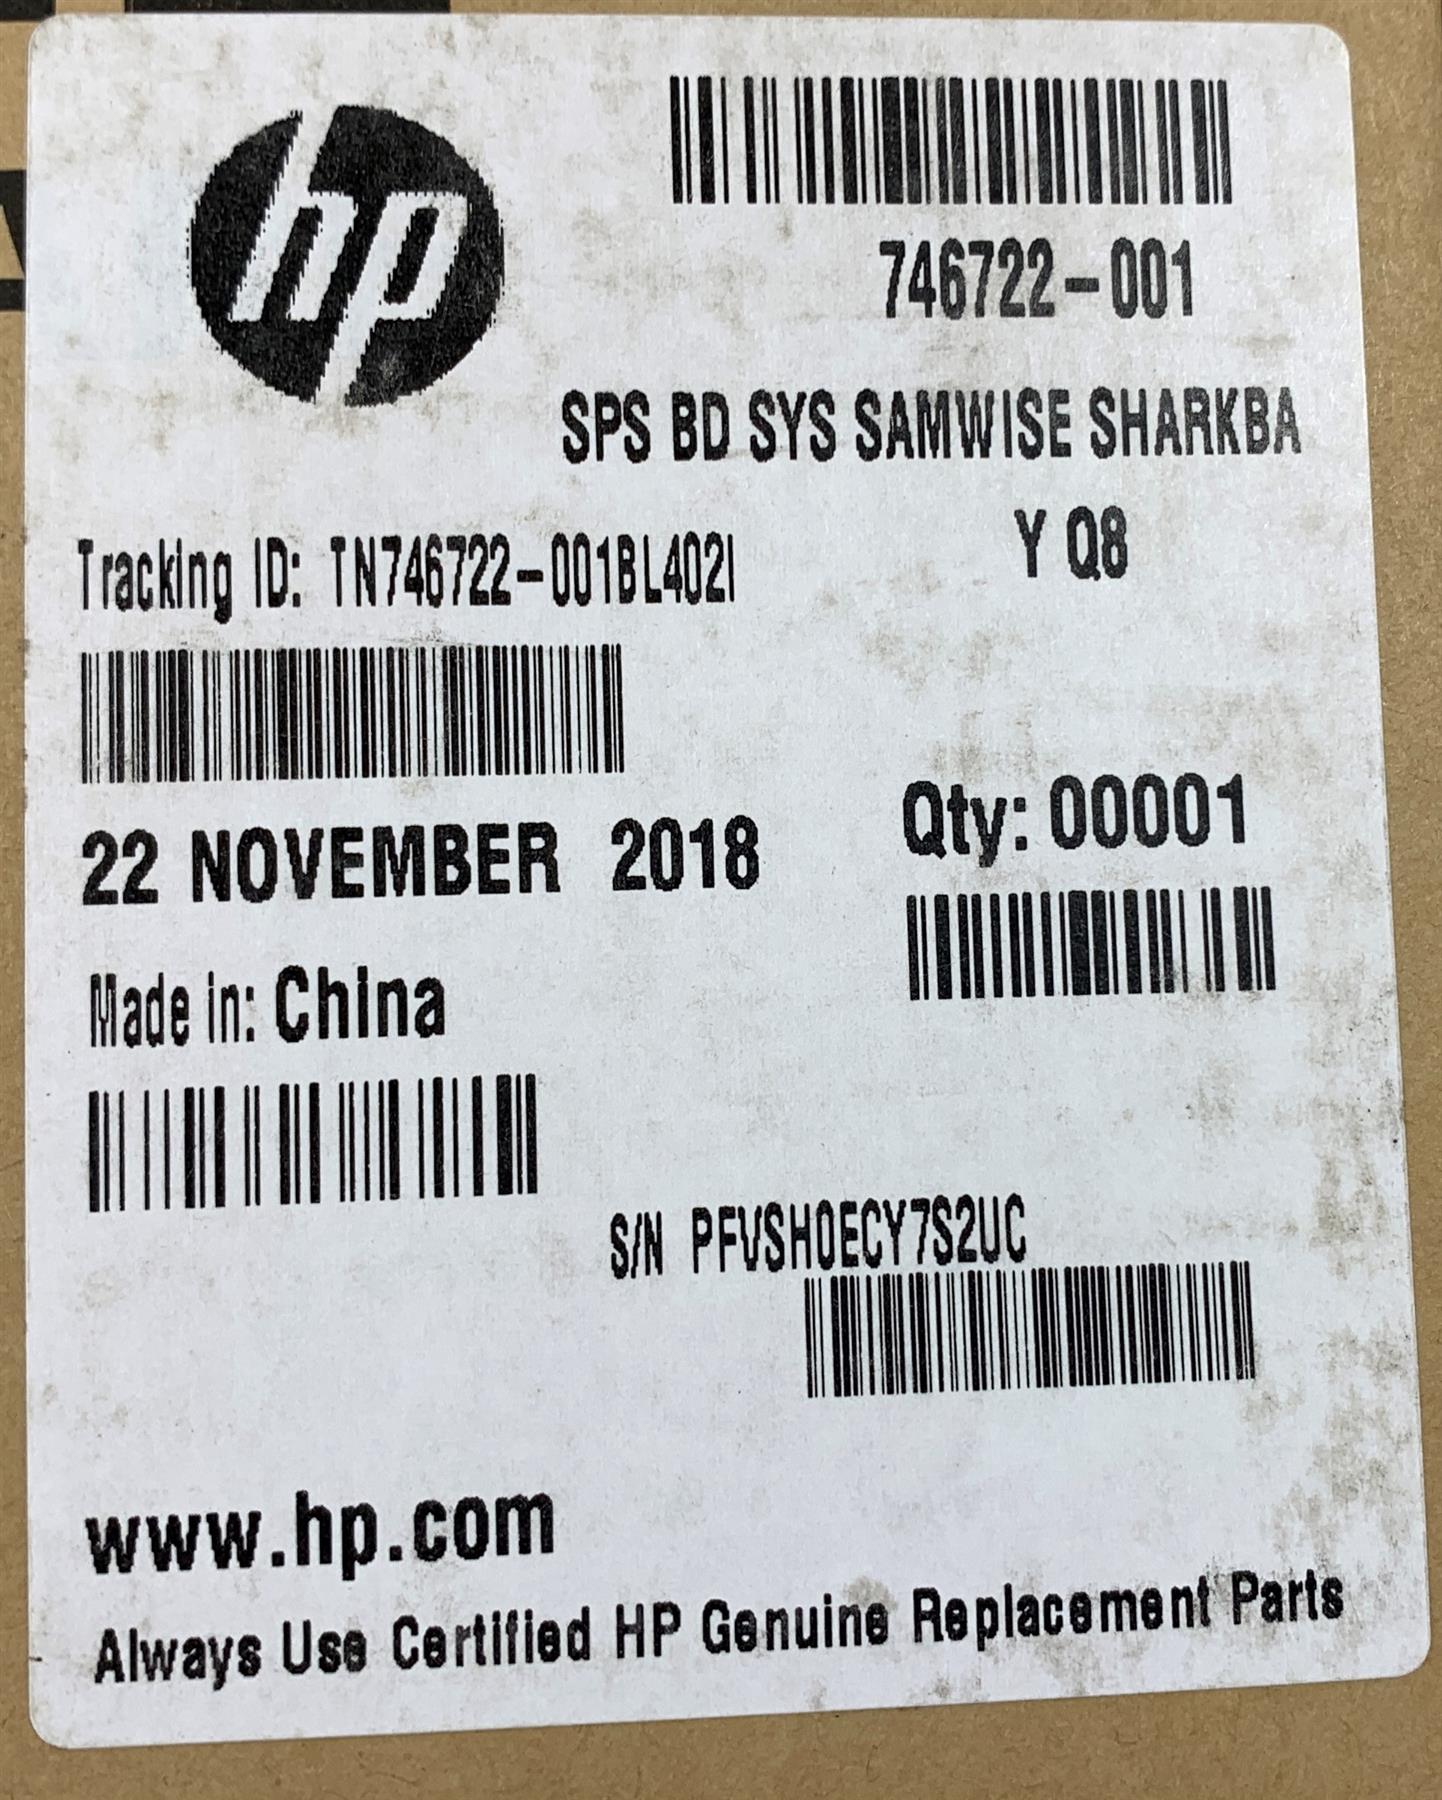 hp
746722-001
SPS BD SYS SAMWISE SHARKBA
Y Q8
Tracking ID: TN746722-001BL402I
22 NOVEMBER 2018
Qty: 00001
Made in: China
S/N PFVSH0ECY7S2UC
www.hp.com
Always Use Certified HP Genuine Replacement Parts